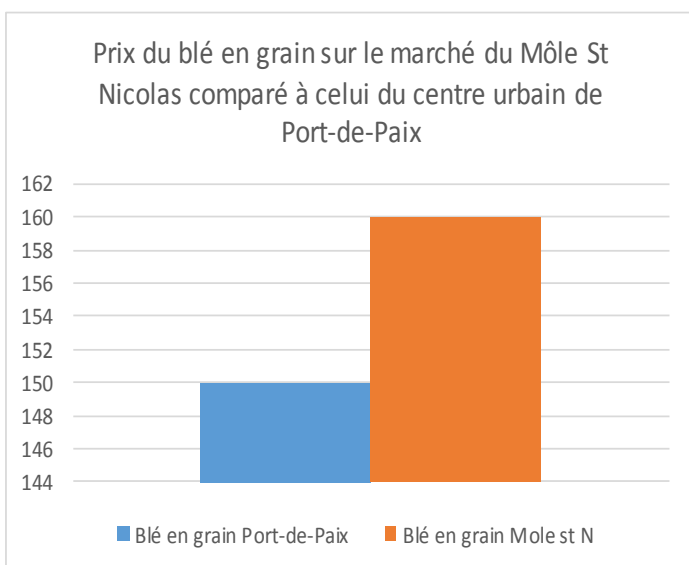 Prix du blé en grain sur le marché du Môle St
Nicolas comparé à celui du centre urbain de
Port-de-Paix
162
160
158
156
154
152
150
148
146
144
Blé en grain Port-de-Paix
Blé en grain Mole st N